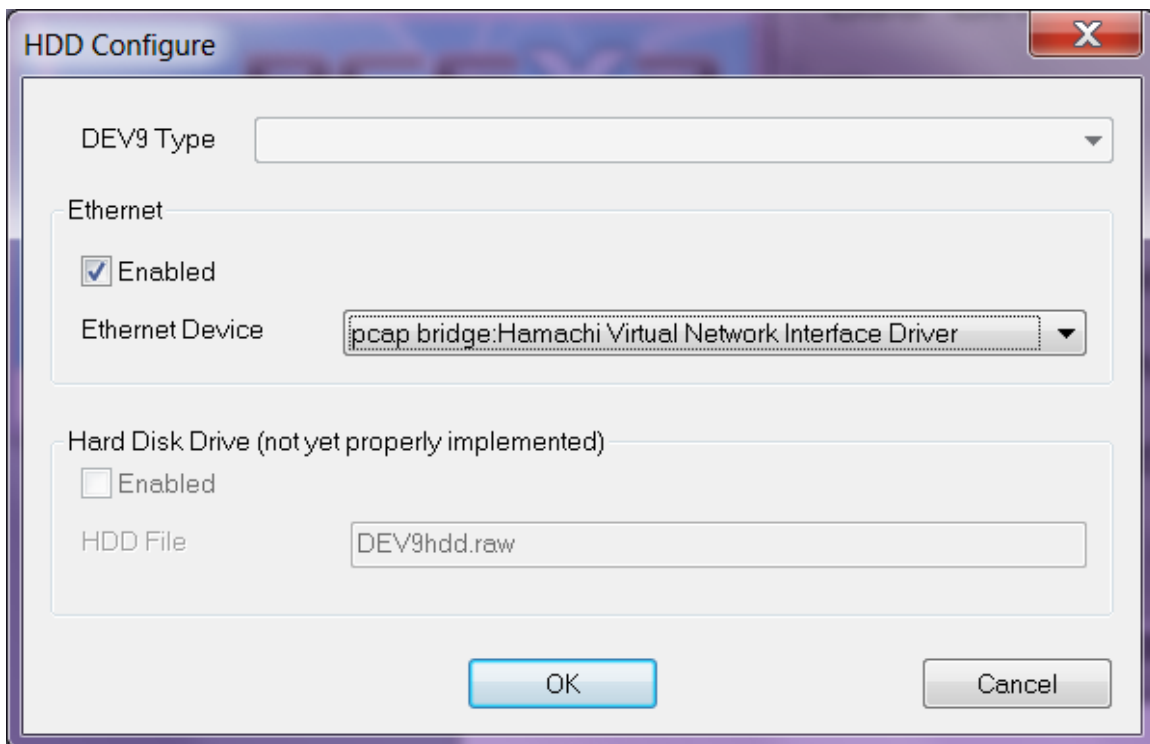 HDD Configure
DEV9 Type
Ethernet
Enabled
Ethernet Device pcap bridge:Hamachi Virtual Network Interface Driver
Hard Disk Drive (not yet properly implemented)
Enabled
HDD File DEV9hdd.raw
OK Cancel